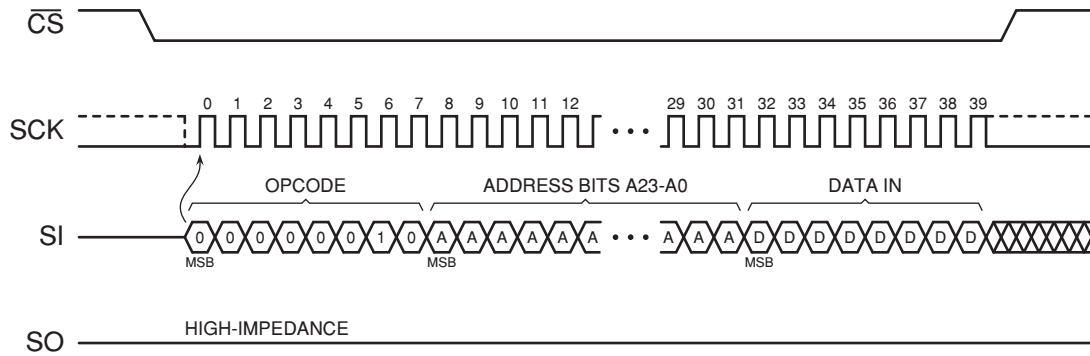 CS
0 1 2 3 4 5 6 7 8 9 10 11 12 29 30 31 32 33 34 35 36 37 38 39
SCK •••
OPCODE ADDRESS BITS A23-A0 DATA IN
SI 0 0 0 0 0 0 1 0 A A A A A A ••• A A A D D D D D D D D
MSB MSB MSB
HIGH-IMPEDANCE
SO